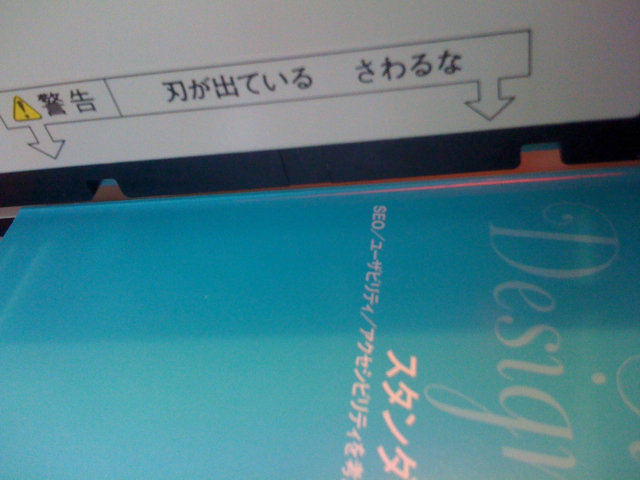 警告 刃が出ている さわるな
Design
スタンダ
SEO/ユーザビリティ/アクセシビリティを考